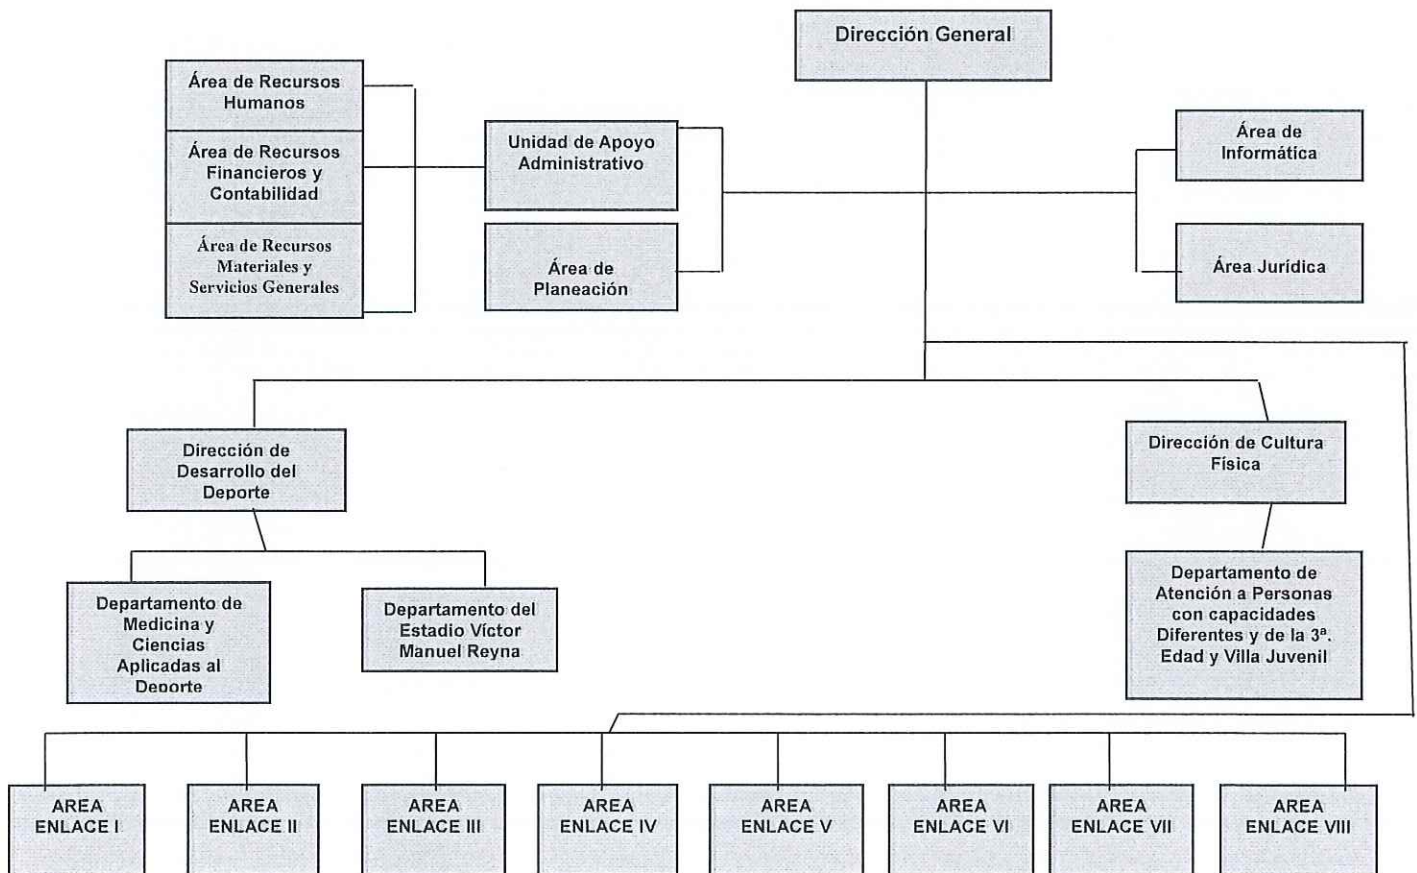 Dirección General
Área de Recursos
Humanos
Área de Recursos
Financieros y
Contabilidad
Área de Recursos
Materiales y
Servicios Generales
Unidad de Apoyo
Administrativo
Área de
Planeación
Área de
Informática
Área Jurídica
Dirección de
Desarrollo del
Deporte
Dirección de Cultura
Física
Departamento de
Medicina y
Ciencias
Aplicadas al
Deporte
Departamento del
Estadio Víctor
Manuel Reyna
Departamento de
Atención a Personas
con capacidades
Diferentes y de la 3ª.
Edad y Villa Juvenil
AREA
ENLACE I
AREA
ENLACE II
AREA
ENLACE III
AREA
ENLACE IV
AREA
ENLACE V
AREA
ENLACE VI
AREA
ENLACE VII
AREA
ENLACE VIII